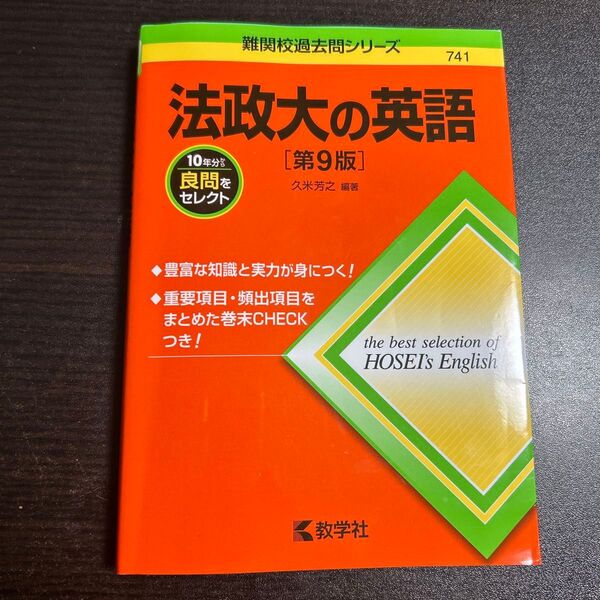 難関校過去問シリーズ
741
法政大の英語
[第9版]
久米芳之 編著
10年分から
良問を
セレクト
◆豊富な知識と実力が身につく!
◆重要項目・頻出項目を
まとめた巻末CHECK
つき!
the best selection of
HOSEI's English
教学社